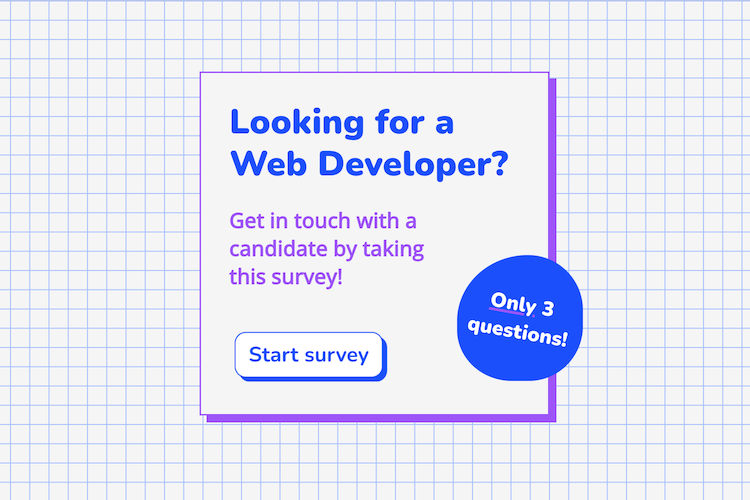 Looking for a
Web Developer?
Get in touch with a
candidate by taking
this survey!
Only 3
questions!
Start survey